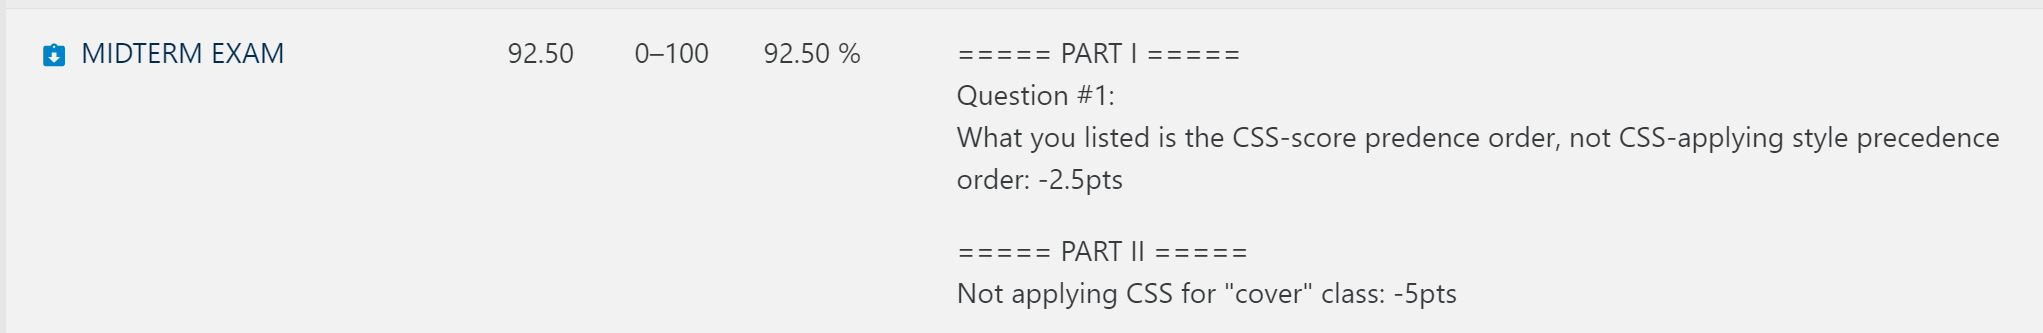 MIDTERM EXAM 92.50 0–100 92.50 % ===== PART I =====
Question #1:
What you listed is the CSS-score predence order, not CSS-applying style precedence
order: -2.5pts
===== PART II =====
Not applying CSS for "cover" class: -5pts